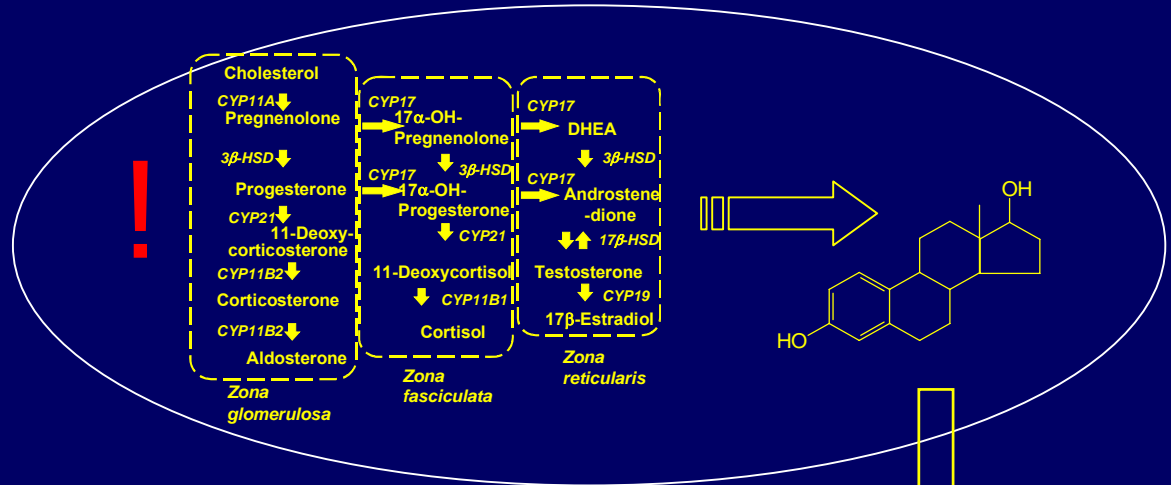 Cholesterol
CYP11A
Pregnenolone
3β-HSD
Progesterone
CYP21
11-Deoxy-
corticosterone
CYP11B2
Corticosterone
CYP11B2
Aldosterone
Zona
glomerulosa
CYP17
17α-OH-
Pregnenolone
3β-HSD
CYP17
17α-OH-
Progesterone
CYP21
11-Deoxycortisol
CYP11B1
Cortisol
Zona
fasciculata
CYP17
DHEA
3β-HSD
CYP17
Androstene
-dione
17β-HSD
Testosterone
CYP19
17β-Estradiol
Zona
reticularis
!
OH
HO